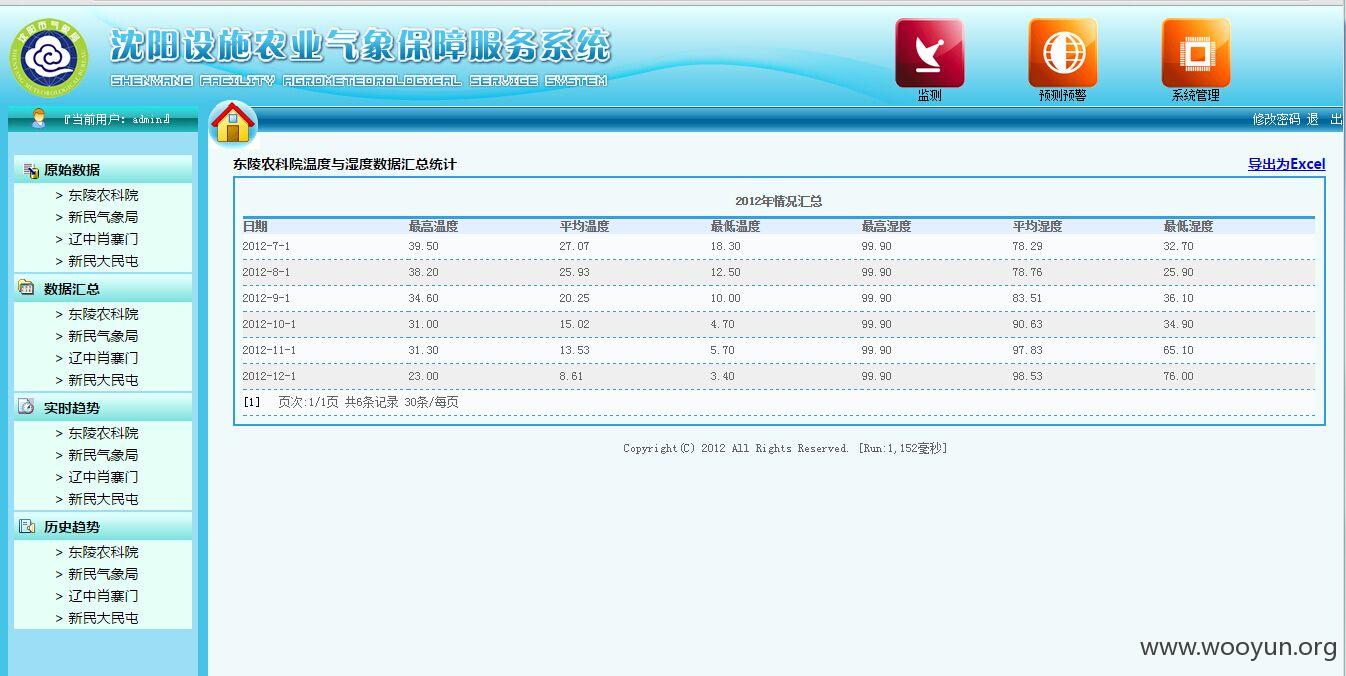 沈阳设施农业气象保障服务系统
SHENYANG FACILITY AGROMETEOROLOGICAL SERVICE SYSTEM
监测 预测预警 系统管理
『当前用户: admin』
修改密码 退 出
原始数据
> 东陵农科院
> 新民气象局
> 辽中肖寨门
> 新民大民屯
数据汇总
> 东陵农科院
> 新民气象局
> 辽中肖寨门
> 新民大民屯
实时趋势
> 东陵农科院
> 新民气象局
> 辽中肖寨门
> 新民大民屯
历史趋势
> 东陵农科院
> 新民气象局
> 辽中肖寨门
> 新民大民屯
东陵农科院温度与湿度数据汇总统计 导出为Excel
2012年情况汇总
日期 最高温度 平均温度 最低温度 最高湿度 平均湿度 最低湿度
2012-7-1 39.50 27.07 18.30 99.90 78.29 32.70
2012-8-1 38.20 25.93 12.50 99.90 78.76 25.90
2012-9-1 34.60 20.25 10.00 99.90 83.51 36.10
2012-10-1 31.00 15.02 4.70 99.90 90.63 34.90
2012-11-1 31.30 13.53 5.70 99.90 97.83 65.10
2012-12-1 23.00 8.61 3.40 99.90 98.53 76.00
[1] 页次:1/1页 共6条记录 30条/每页
Copyright(C) 2012 All Rights Reserved. [Run:1,152毫秒]
www.wooyun.org